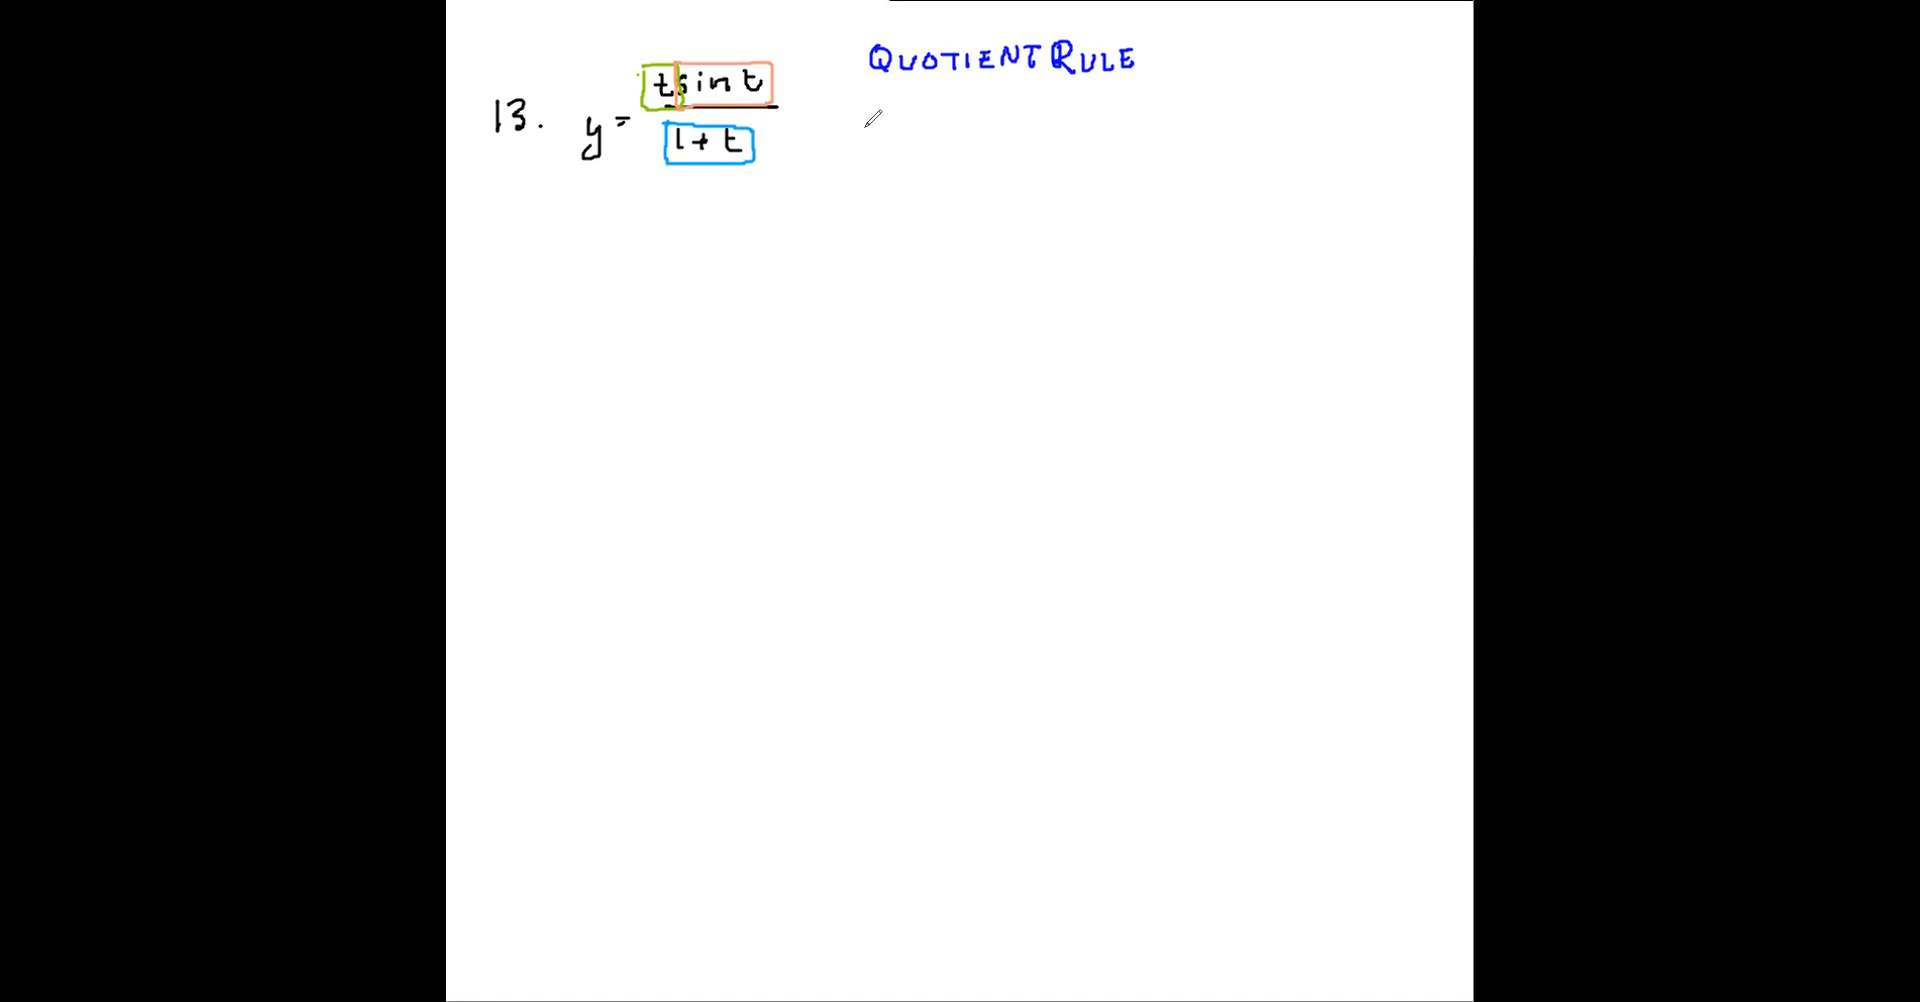 QUOTIENT RULE
13. y = t sin t / 1 + t